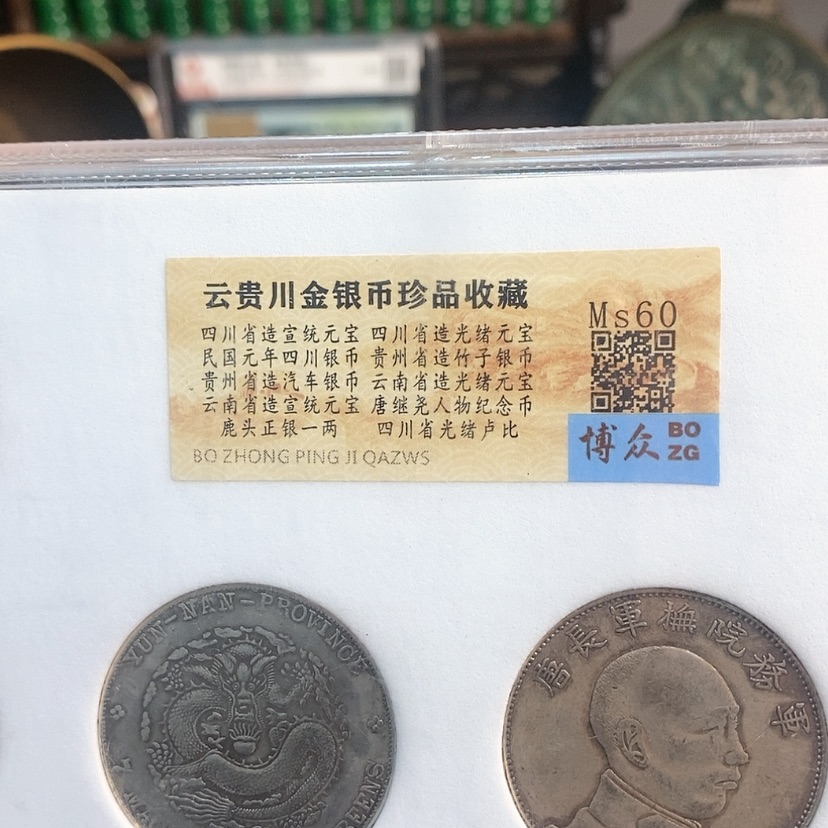 云贵川金银币珍品收藏
Ms60
四川省造宣统元宝 四川省造光绪元宝
民国元年四川银币 贵州省造竹子银币
贵州省造汽车银币 云南省造光绪元宝
云南省造宣统元宝 唐继尧人物纪念币
鹿头正银一两 四川省光绪卢比
BO ZHONG PING JI QAZWS
博众 BO
ZG
YUN-NAN-PROVINCE
軍務院撫軍長唐